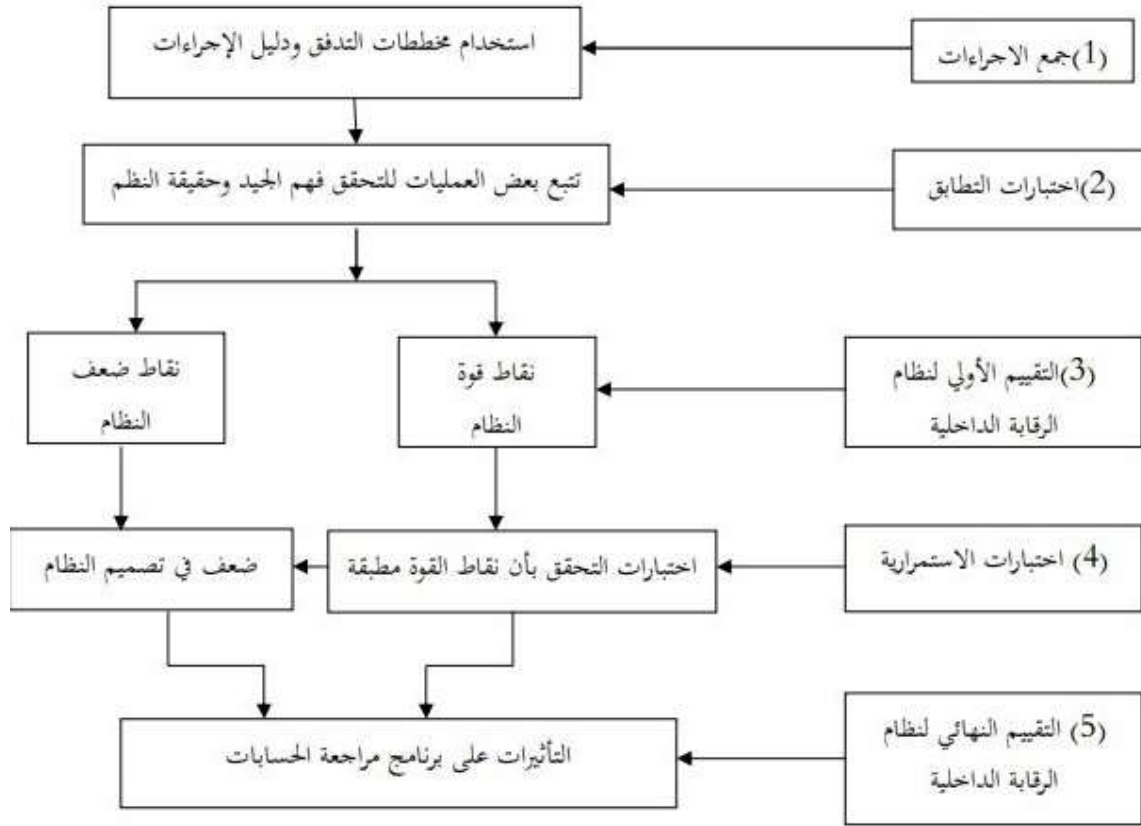 (1)جمع الاجراءات
استخدام مخططات التدفق ودليل الإجراءات
(2)اختبارات التطابق
تتبع بعض العمليات للتحقق فهم الجيد وحقيقة النظم
(3)التقييم الأولي لنظام
الرقابة الداخلية
نقاط قوة
النظام
نقاط ضعف
النظام
(4) اختبارات الاستمرارية
اختبارات التحقق بأن نقاط القوة مطبقة
ضعف في تصميم النظام
(5) التقييم النهائي لنظام
الرقابة الداخلية
التأثيرات على برنامج مراجعة الحسابات